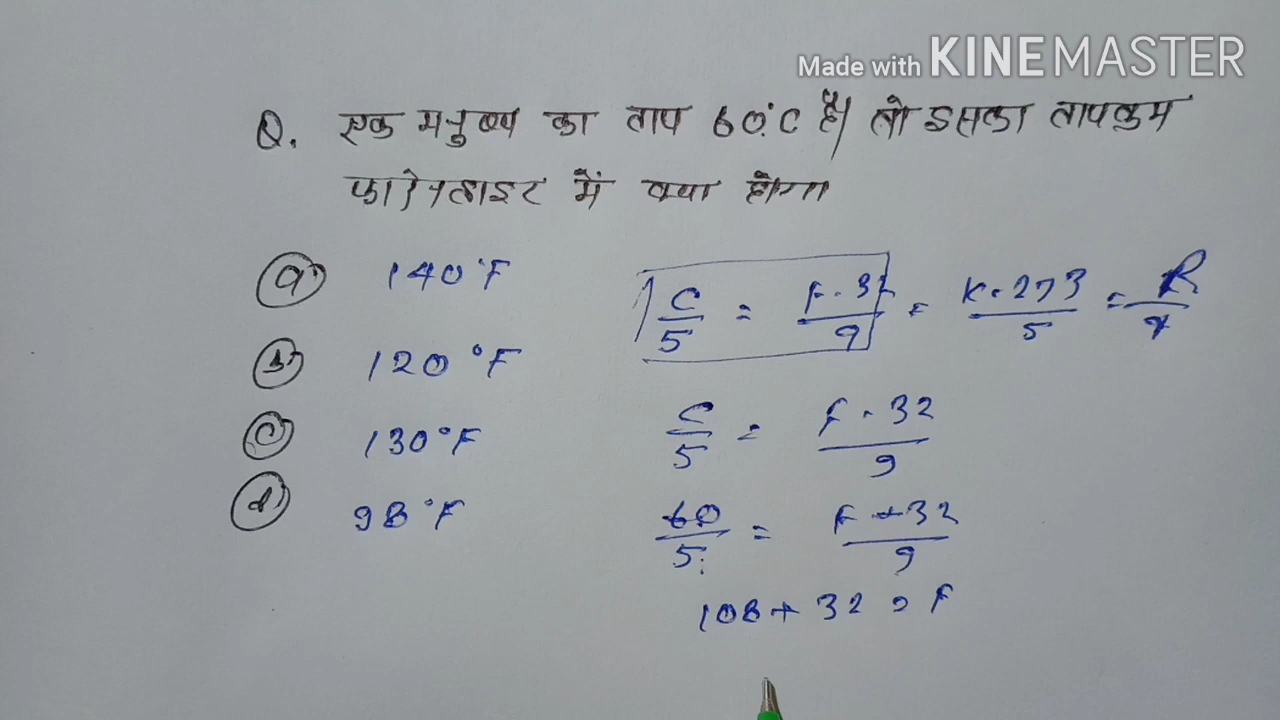 Made with KINEMASTER
Q. एक मनुष्य का ताप 60°C है। तो इसका तापक्रम
फारेनहाइट में क्या होगा
(a) 140°F
(b) 120°F
(c) 130°F
(d) 98°F
C/5 = F-32/9 = K-273/5 = R/4
C/5 = F-32/9
60/5 = F-32/9
108+32=F